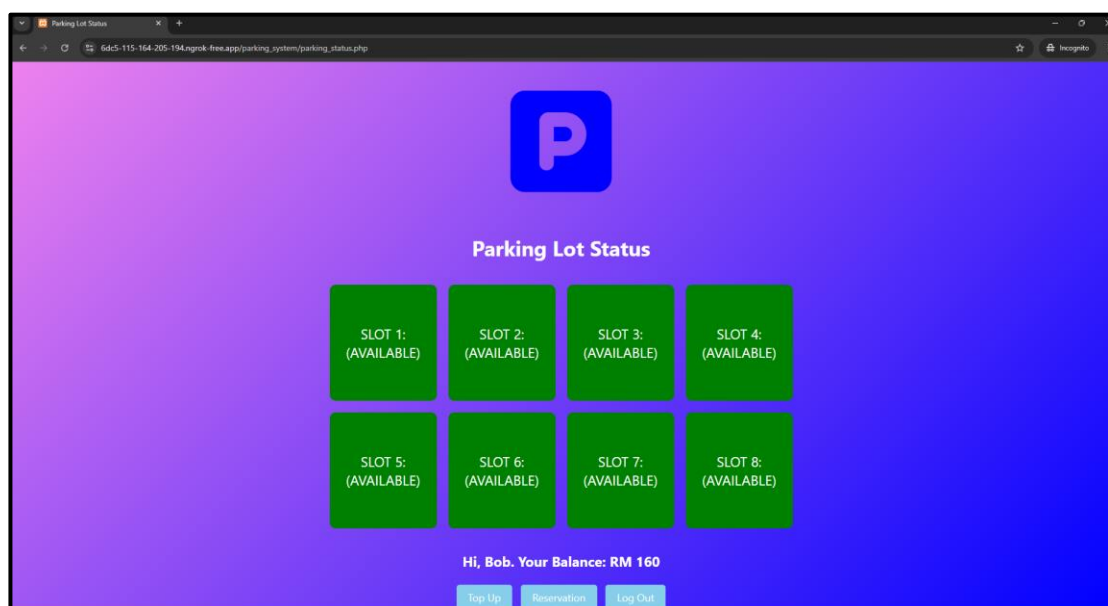 Parking Lot Status
6dc5-115-164-205-194.ngrok-free.app/parking_system/parking_status.php
Incognito
P
Parking Lot Status
SLOT 1:
(AVAILABLE)
SLOT 2:
(AVAILABLE)
SLOT 3:
(AVAILABLE)
SLOT 4:
(AVAILABLE)
SLOT 5:
(AVAILABLE)
SLOT 6:
(AVAILABLE)
SLOT 7:
(AVAILABLE)
SLOT 8:
(AVAILABLE)
Hi, Bob. Your Balance: RM 160
Top Up
Reservation
Log Out